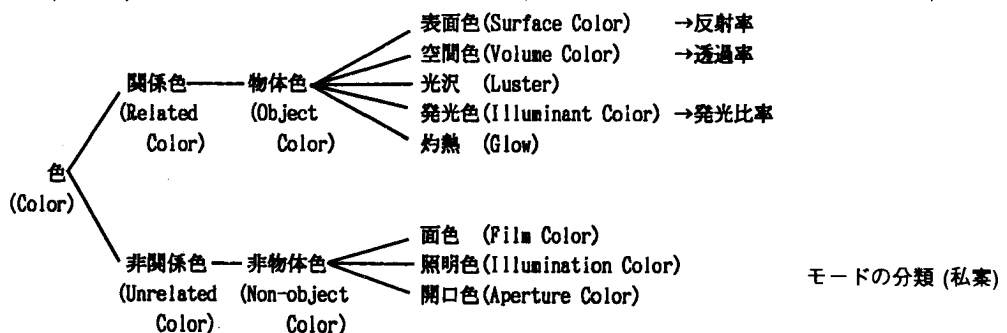 表面色(Surface Color) →反射率
空間色(Volume Color) →透過率
関係色 物体色 光沢 (Luster)
(Related (Object 発光色(Illuminant Color) →発光比率
Color) Color) 灼熱 (Glow)
色
(Color)
面色 (Film Color)
非関係色 非物体色 照明色(Illumination Color)
(Unrelated (Non-object 開口色(Aperture Color)
Color) Color)
モードの分類 (私案)